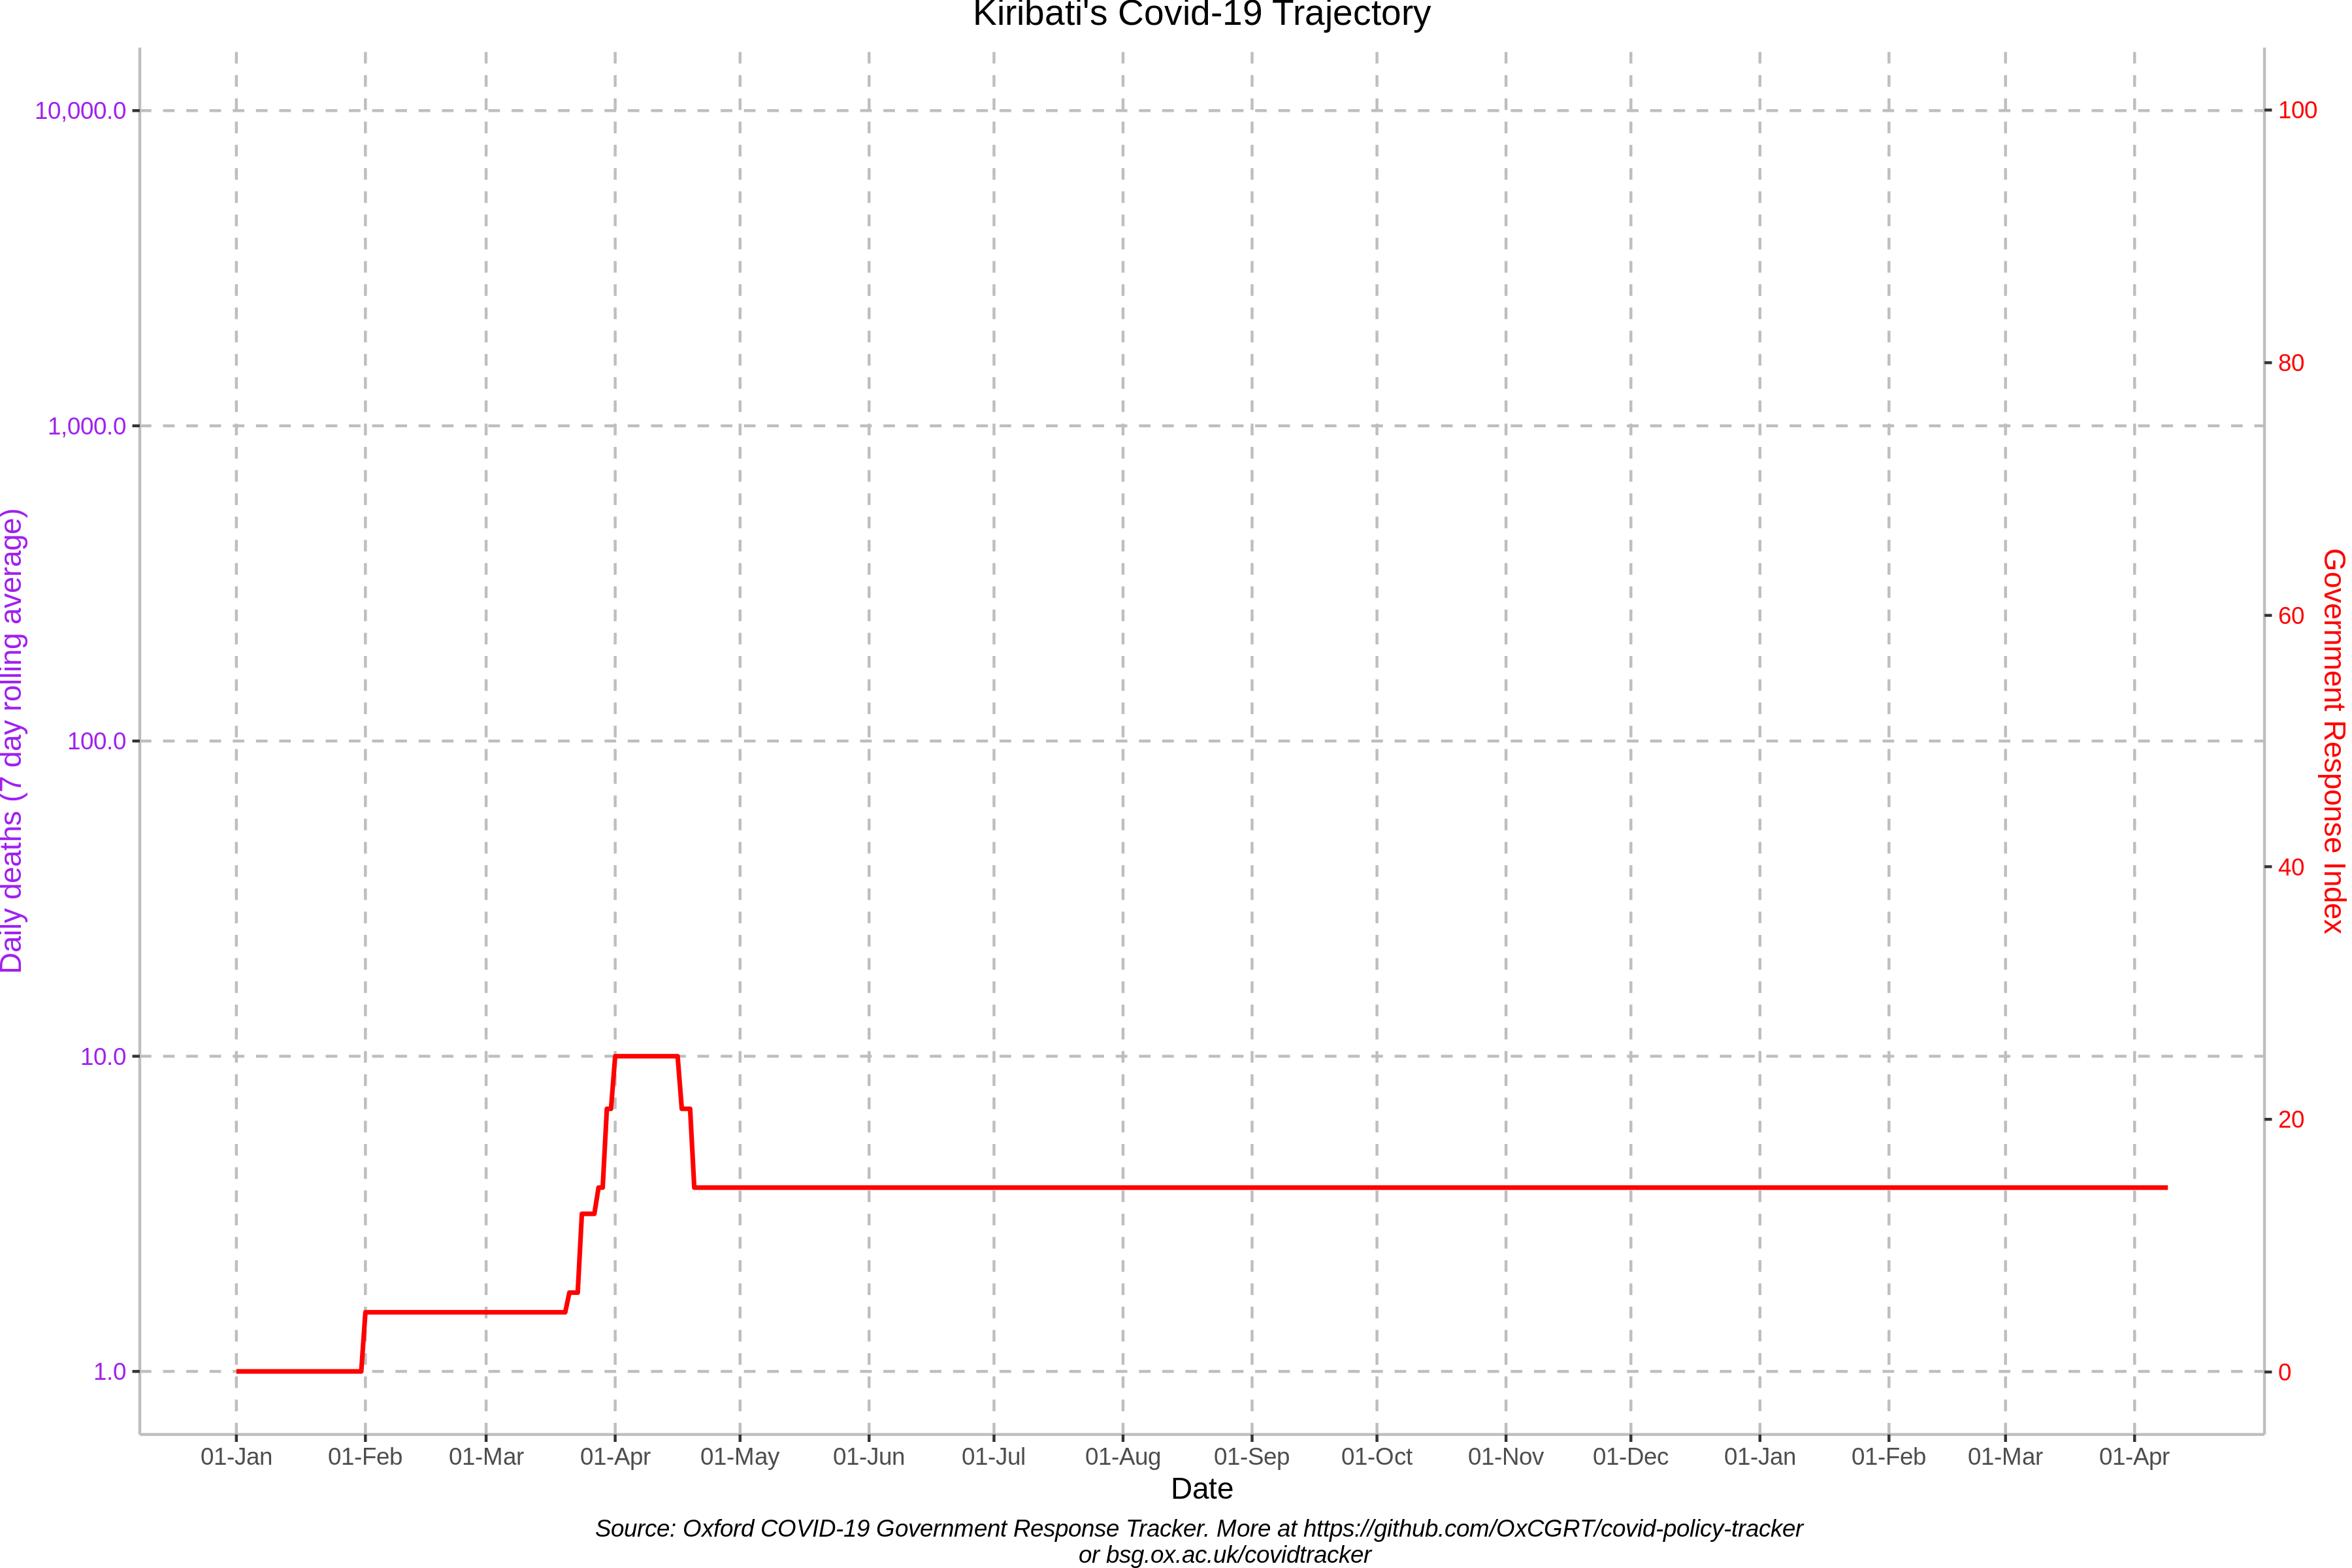 Kiribati's Covid-19 Trajectory
10,000.0
1,000.0
100.0
10.0
1.0
Daily deaths (7 day rolling average)
100
80
60
40
20
0
Government Response Index
01-Jan 01-Feb 01-Mar 01-Apr 01-May 01-Jun 01-Jul 01-Aug 01-Sep 01-Oct 01-Nov 01-Dec 01-Jan 01-Feb 01-Mar 01-Apr
Date
Source: Oxford COVID-19 Government Response Tracker. More at https://github.com/OxCGRT/covid-policy-tracker
or bsg.ox.ac.uk/covidtracker